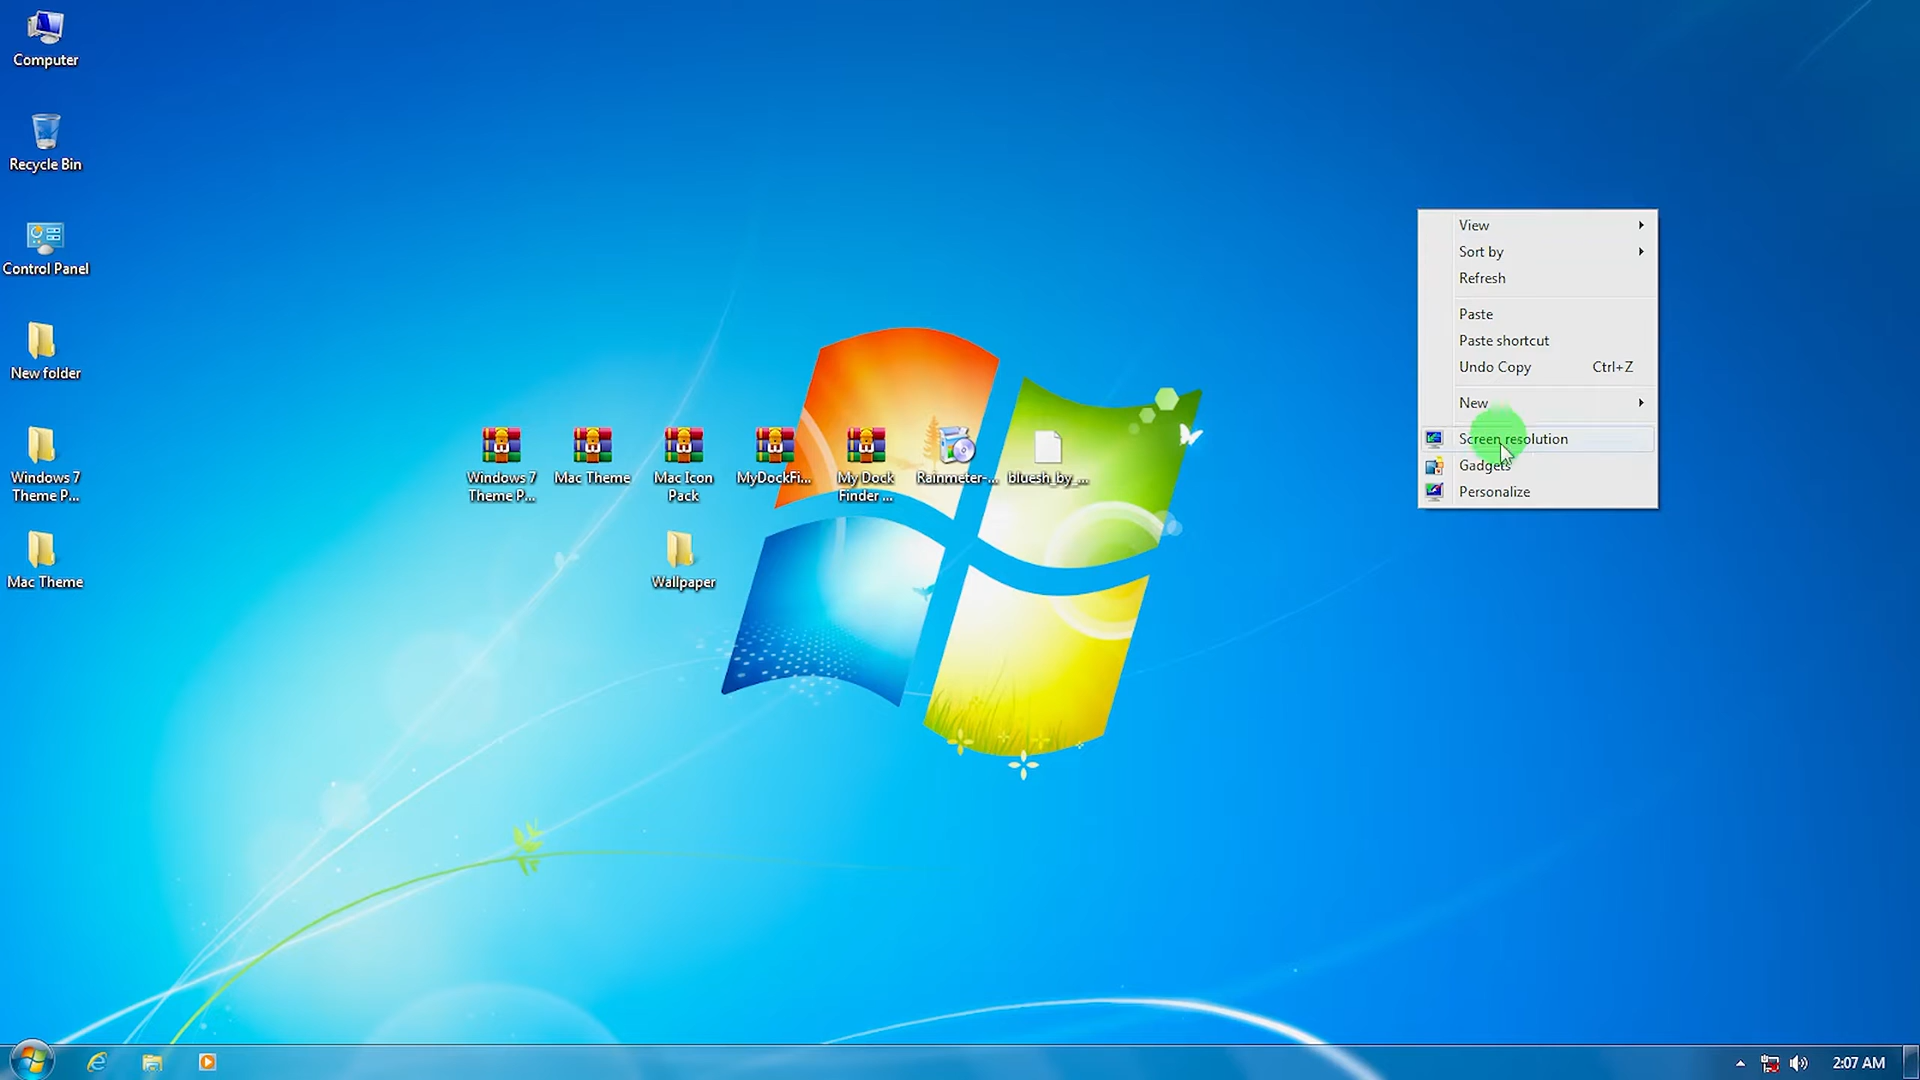 Computer
Recycle Bin
Control Panel
New folder
Windows 7
Theme P...
Mac Theme
Windows 7
Theme P...
Mac Theme
Mac Icon
Pack
MyDockFi...
My Dock
Finder ...
Rainmeter-...
bluesh_by_...
Wallpaper
View
Sort by
Refresh
Paste
Paste shortcut
Undo Copy Ctrl+Z
New
Screen resolution
Gadgets
Personalize
2:07 AM